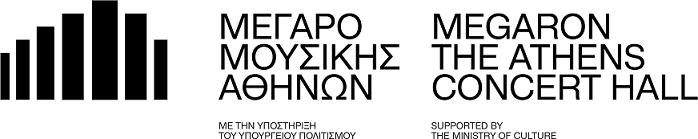 ΜΕΓΑΡΟ
ΜΟΥΣΙΚΗΣ
ΑΘΗΝΩΝ
ΜΕ ΤΗΝ ΥΠΟΣΤΗΡΙΞΗ
ΤΟΥ ΥΠΟΥΡΓΕΙΟΥ ΠΟΛΙΤΙΣΜΟΥ
MEGARON
THE ATHENS
CONCERT HALL
SUPPORTED BY
THE MINISTRY OF CULTURE